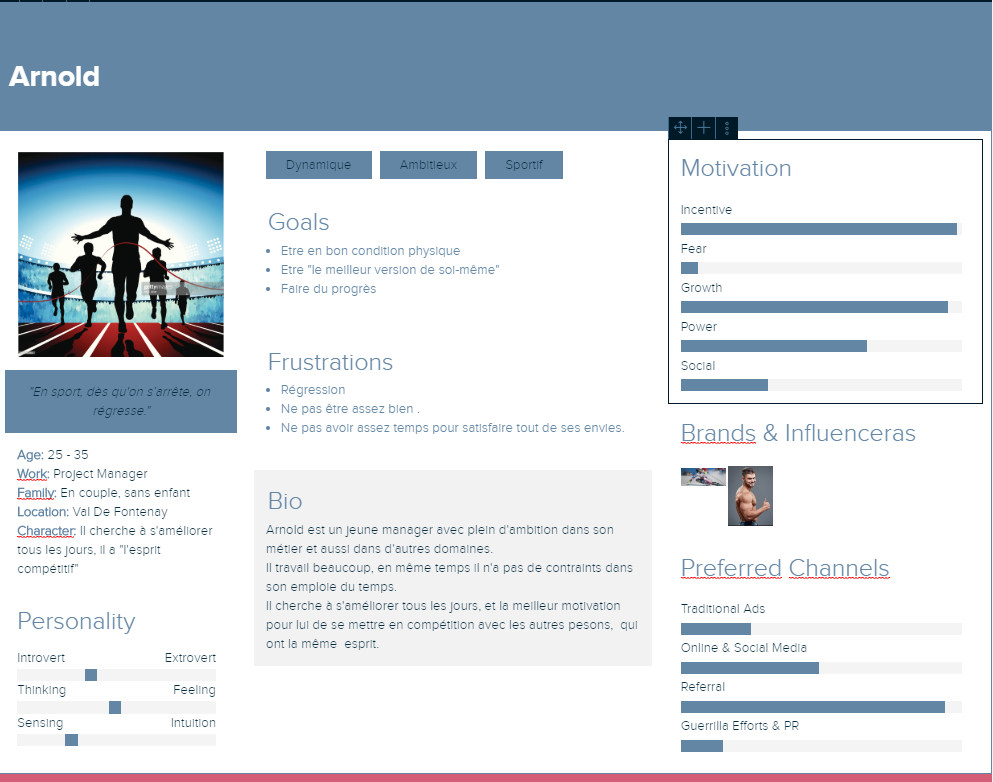 Arnold
"En sport, dès qu'on s'arrête, on
régresse."
Age: 25 - 35
Work: Project Manager
Family: En couple, sans enfant
Location: Val De Fontenay
Character: Il cherche à s'améliorer
tous les jours, il a "l'esprit
compétitif"
Personality
Introvert Extrovert
Thinking Feeling
Sensing Intuition
Dynamique Ambitieux Sportif
Goals
Etre en bon condition physique
Etre "le meilleur version de soi-même"
Faire du progrès
Frustrations
Régression
Ne pas être assez bien .
Ne pas avoir assez temps pour satisfaire tout de ses envies.
Bio
Arnold est un jeune manager avec plein d'ambition dans son
métier et aussi dans d'autres domaines.
Il travail beaucoup, en même temps il n'a pas de contraints dans
son emploie du temps.
Il cherche à s'améliorer tous les jours, et la meilleur motivation
pour lui de se mettre en compétition avec les autres pesons, qui
ont la même esprit.
Motivation
Incentive
Fear
Growth
Power
Social
Brands & Influenceras
Preferred Channels
Traditional Ads
Online & Social Media
Referral
Guerrilla Efforts & PR